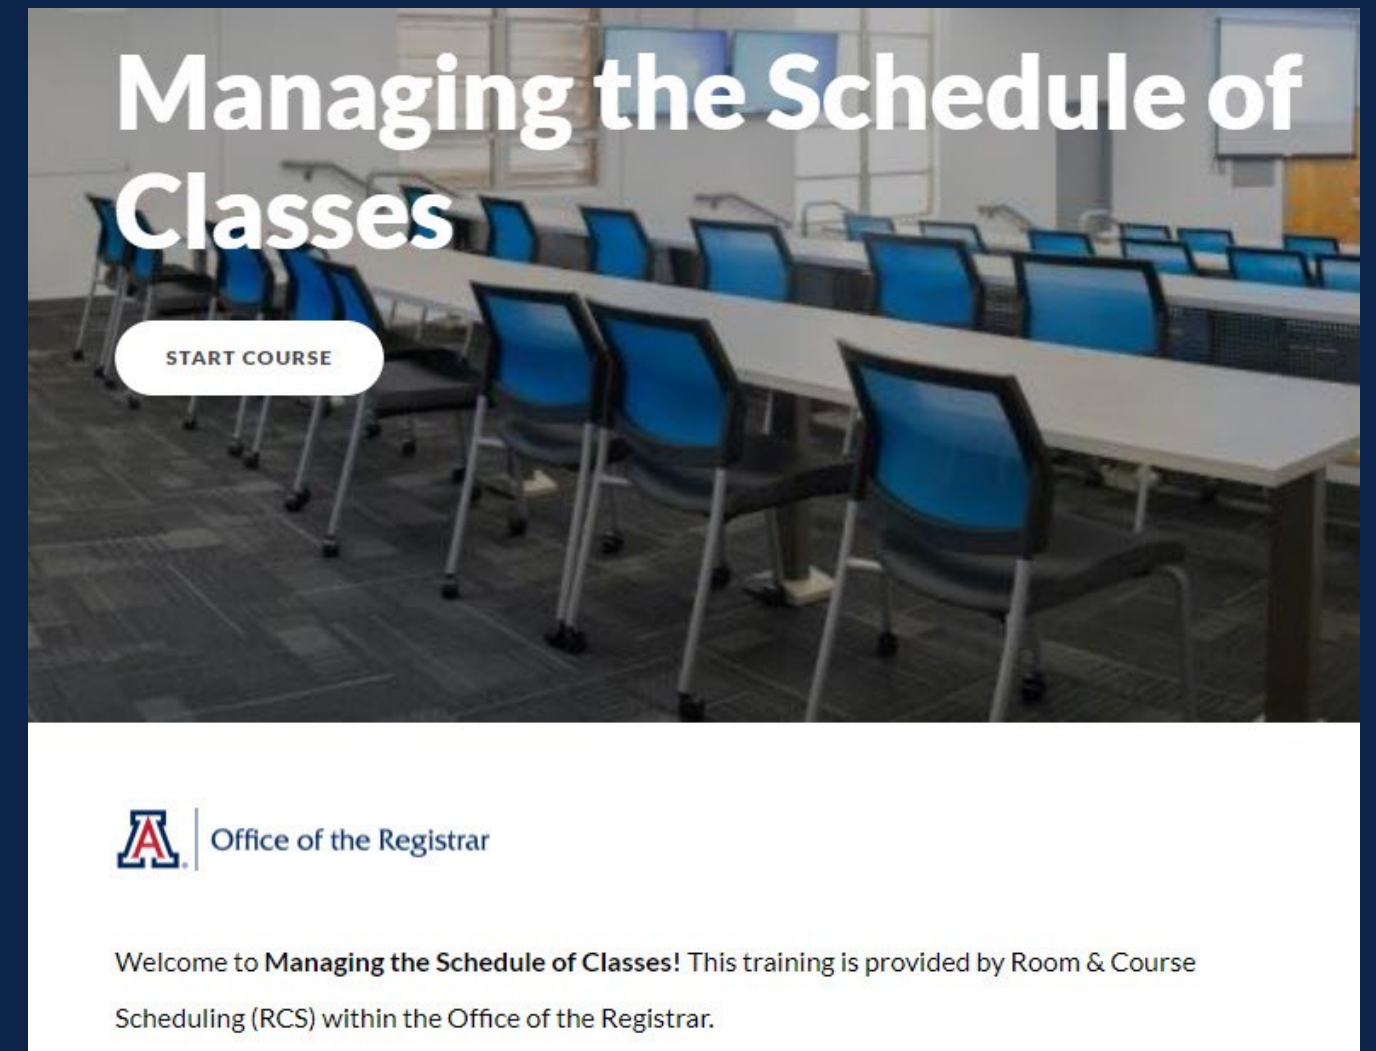 Managing the Schedule of
Classes
START COURSE
A Office of the Registrar
Welcome to Managing the Schedule of Classes! This training is provided by Room & Course
Scheduling (RCS) within the Office of the Registrar.